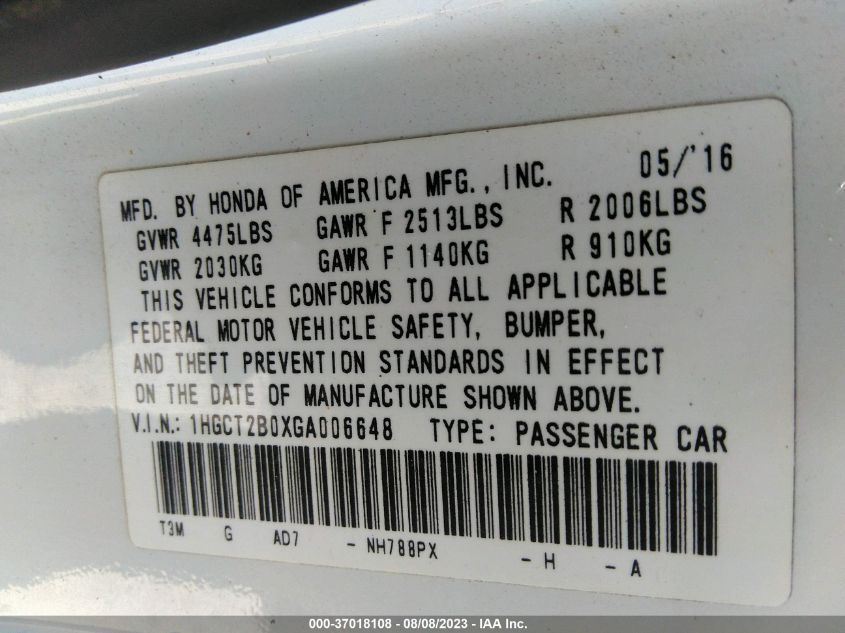 MFD. BY HONDA OF AMERICA MFG., INC. 05/'16
GVWR 4475LBS GAWR F 2513LBS R 2006LBS
GVWR 2030KG GAWR F 1140KG R 910KG
THIS VEHICLE CONFORMS TO ALL APPLICABLE
FEDERAL MOTOR VEHICLE SAFETY, BUMPER,
AND THEFT PREVENTION STANDARDS IN EFFECT
ON THE DATE OF MANUFACTURE SHOWN ABOVE.
V.I.N.: 1HGCT2B0XGA006648 TYPE: PASSENGER CAR
T3M G AD7 - NH788PX - H - A
000-37018108 - 08/08/2023 - IAA Inc.